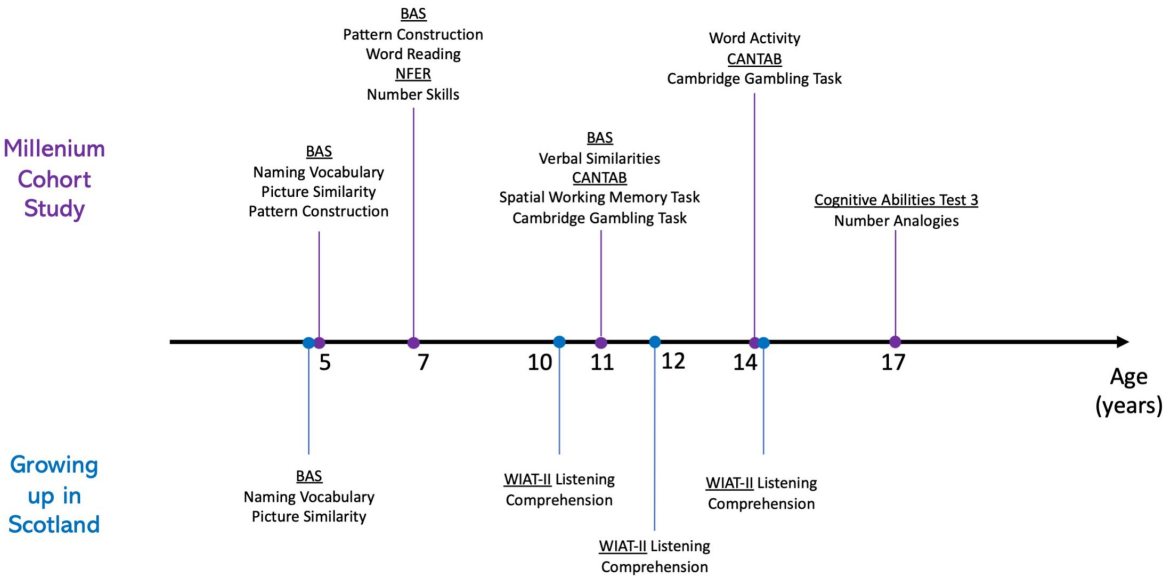 BAS
Pattern Construction
Word Reading
NFER
Number Skills
Word Activity
CANTAB
Cambridge Gambling Task
Millenium
Cohort
Study
BAS
Naming Vocabulary
Picture Similarity
Pattern Construction
BAS
Verbal Similarities
CANTAB
Spatial Working Memory Task
Cambridge Gambling Task
Cognitive Abilities Test 3
Number Analogies
5
7
10
11
12
14
17
Age
(years)
Growing
up in
Scotland
BAS
Naming Vocabulary
Picture Similarity
WIAT-II Listening
Comprehension
WIAT-II Listening
Comprehension
WIAT-II Listening
Comprehension